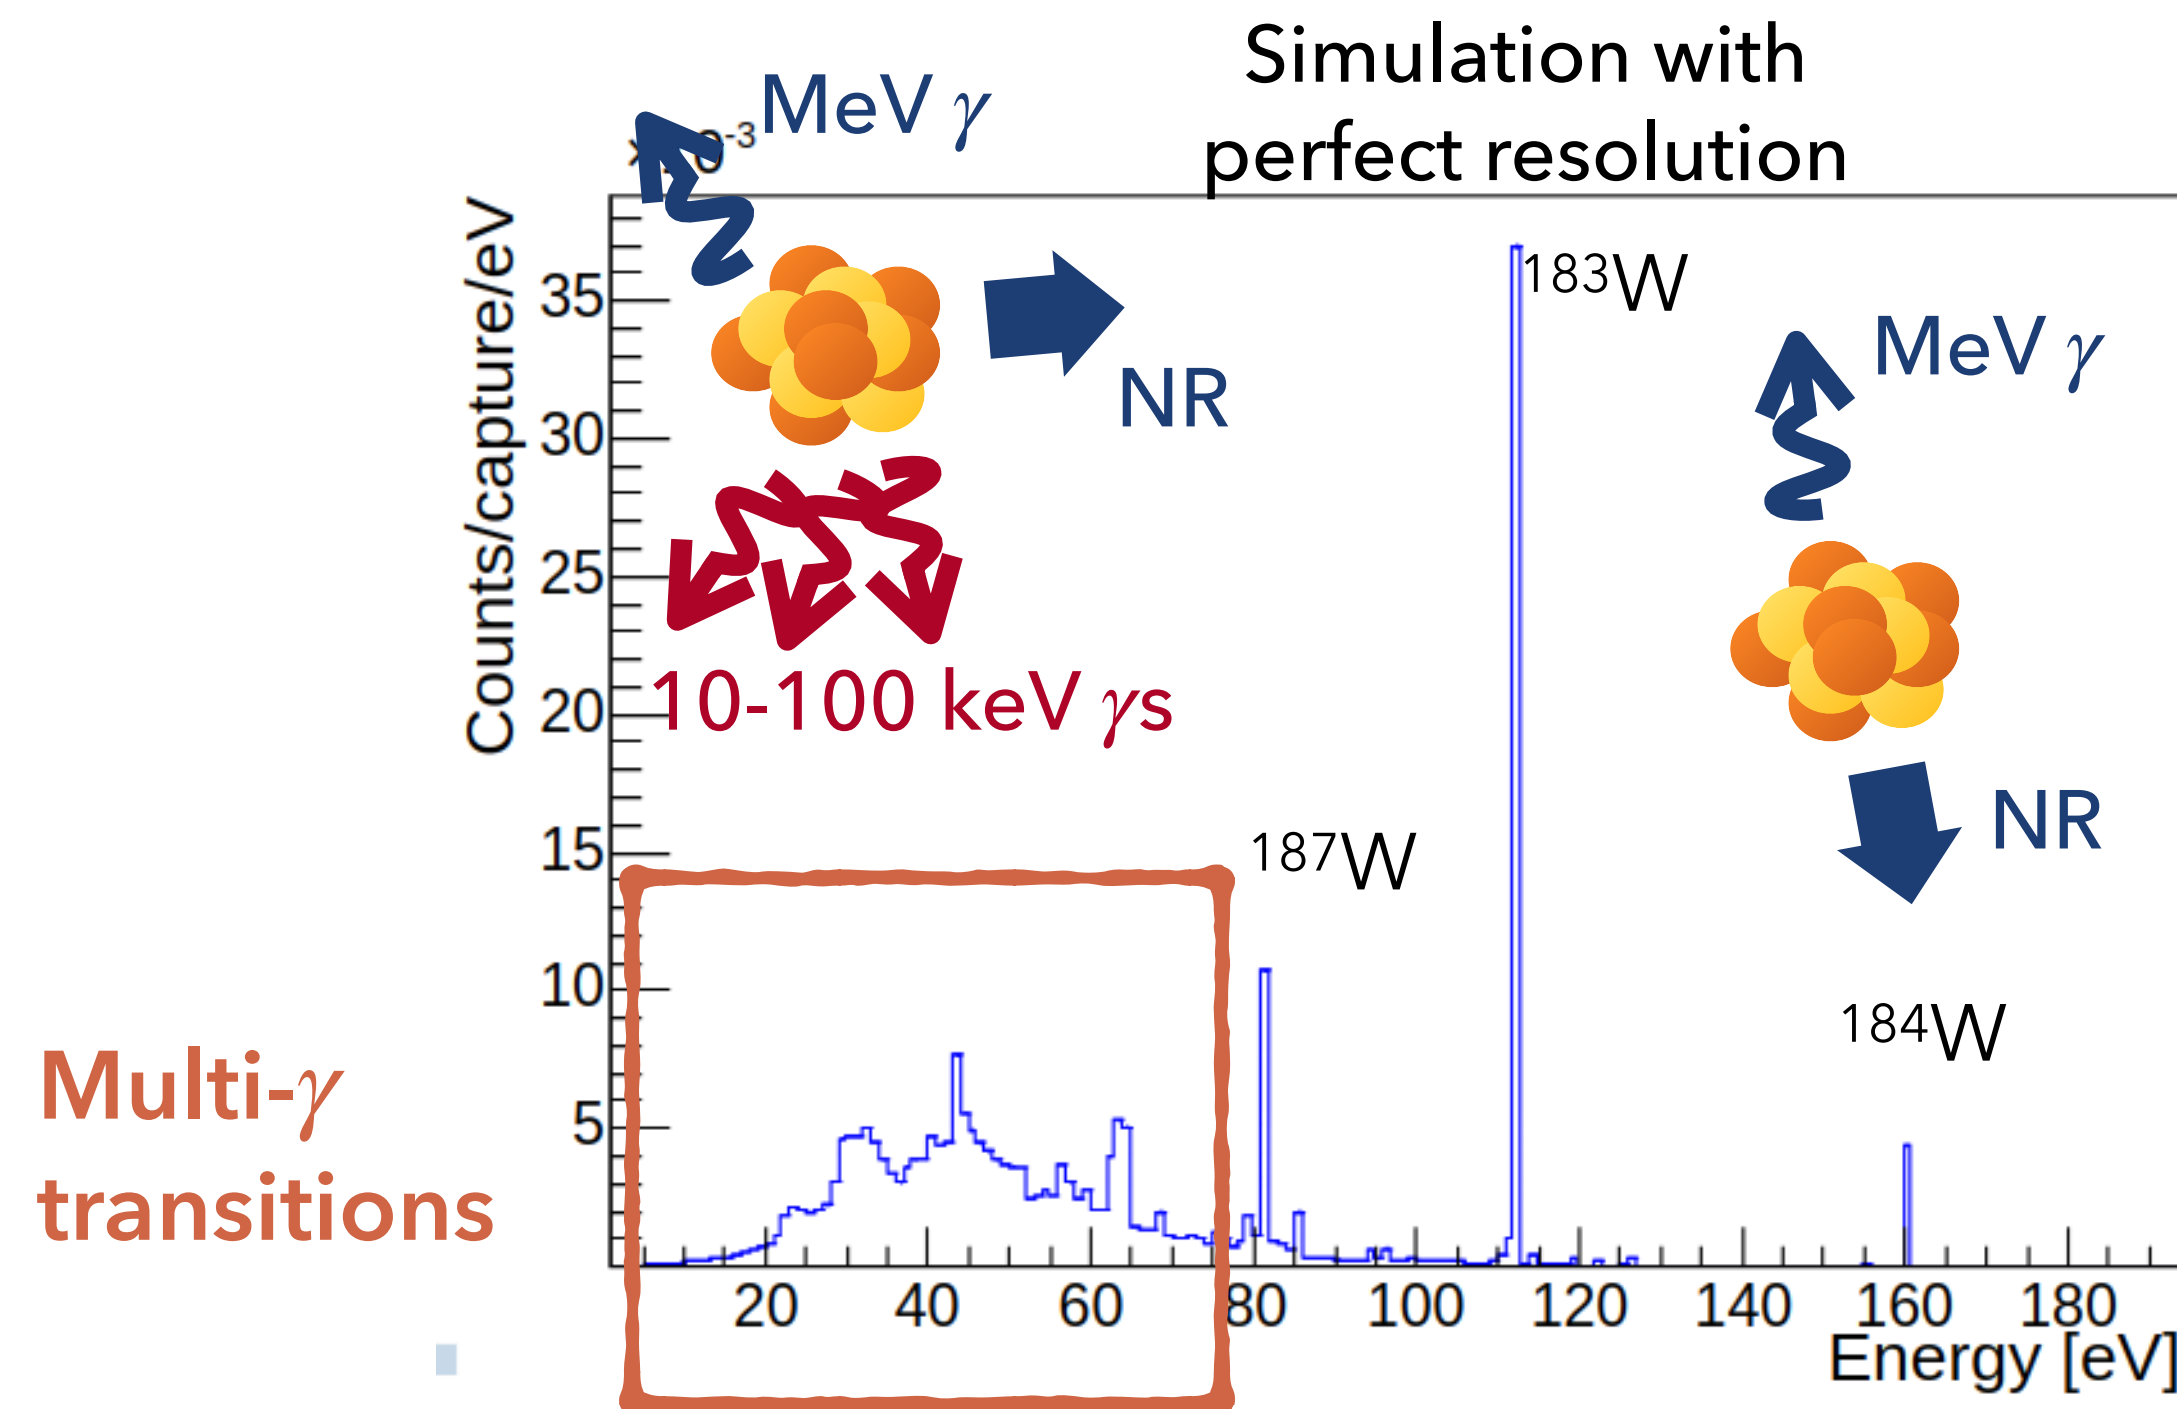 Simulation with
perfect resolution
MeV γ
Counts/capture/eV
35
30
25
20
15
10
5
183W
NR
MeV γ
10-100 keV γs
NR
187W
184W
Multi-γ
transitions
20 40 60 80 100 120 140 160 180
Energy [eV]